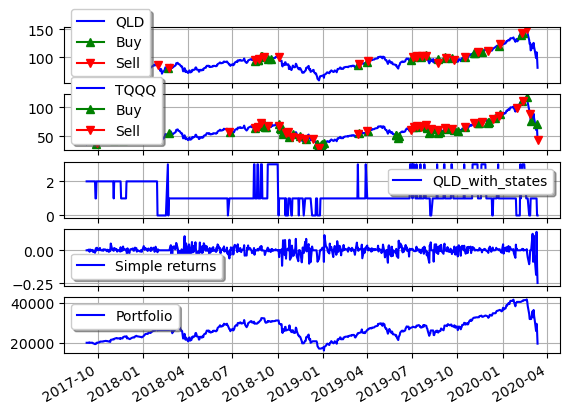 QLD
Buy
Sell
150
100
TQQQ
Buy
Sell
100
50
QLD_with_states
2
0
Simple returns
0.00
−0.25
Portfolio
40000
20000
2017-10 2018-01 2018-04 2018-07 2018-10 2019-01 2019-04 2019-07 2019-10 2020-01 2020-04